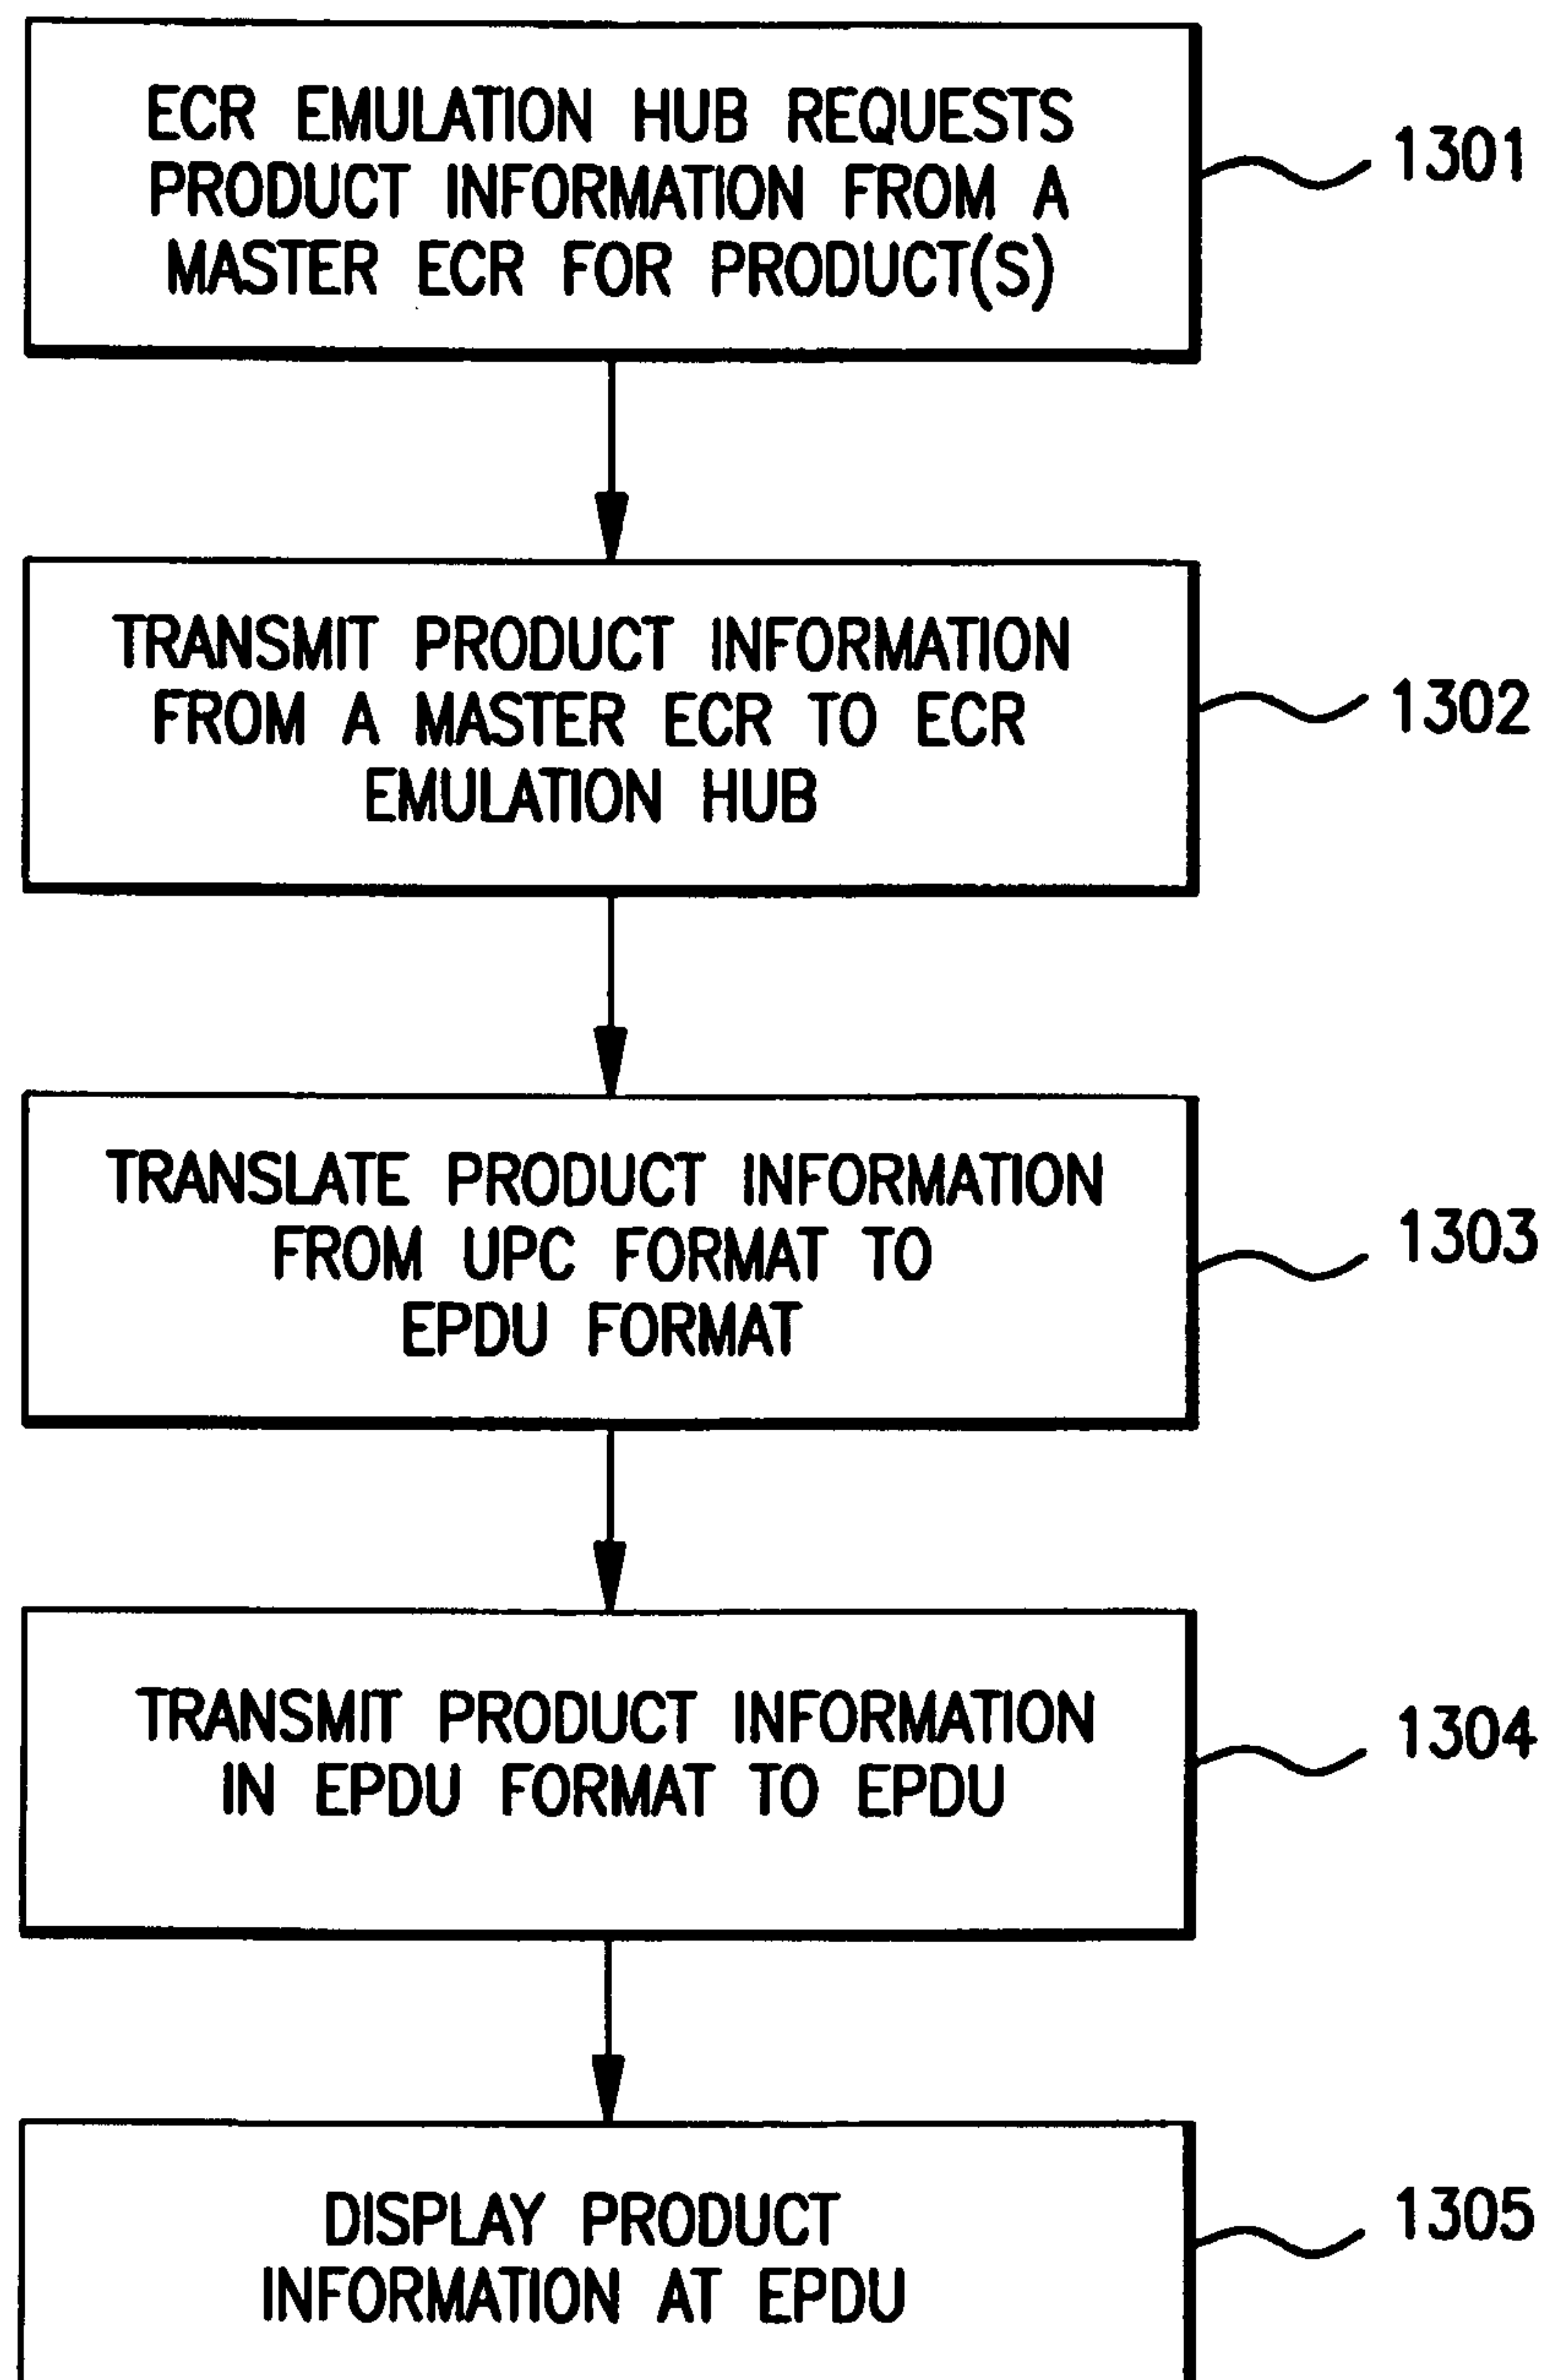 ECR EMULATION HUB REQUESTS
PRODUCT INFORMATION FROM A
MASTER ECR FOR PRODUCT(S)
1301
TRANSMIT PRODUCT INFORMATION
FROM A MASTER ECR TO ECR
EMULATION HUB
1302
TRANSLATE PRODUCT INFORMATION
FROM UPC FORMAT TO
EPDU FORMAT
1303
TRANSMIT PRODUCT INFORMATION
IN EPDU FORMAT TO EPDU
1304
DISPLAY PRODUCT
INFORMATION AT EPDU
1305